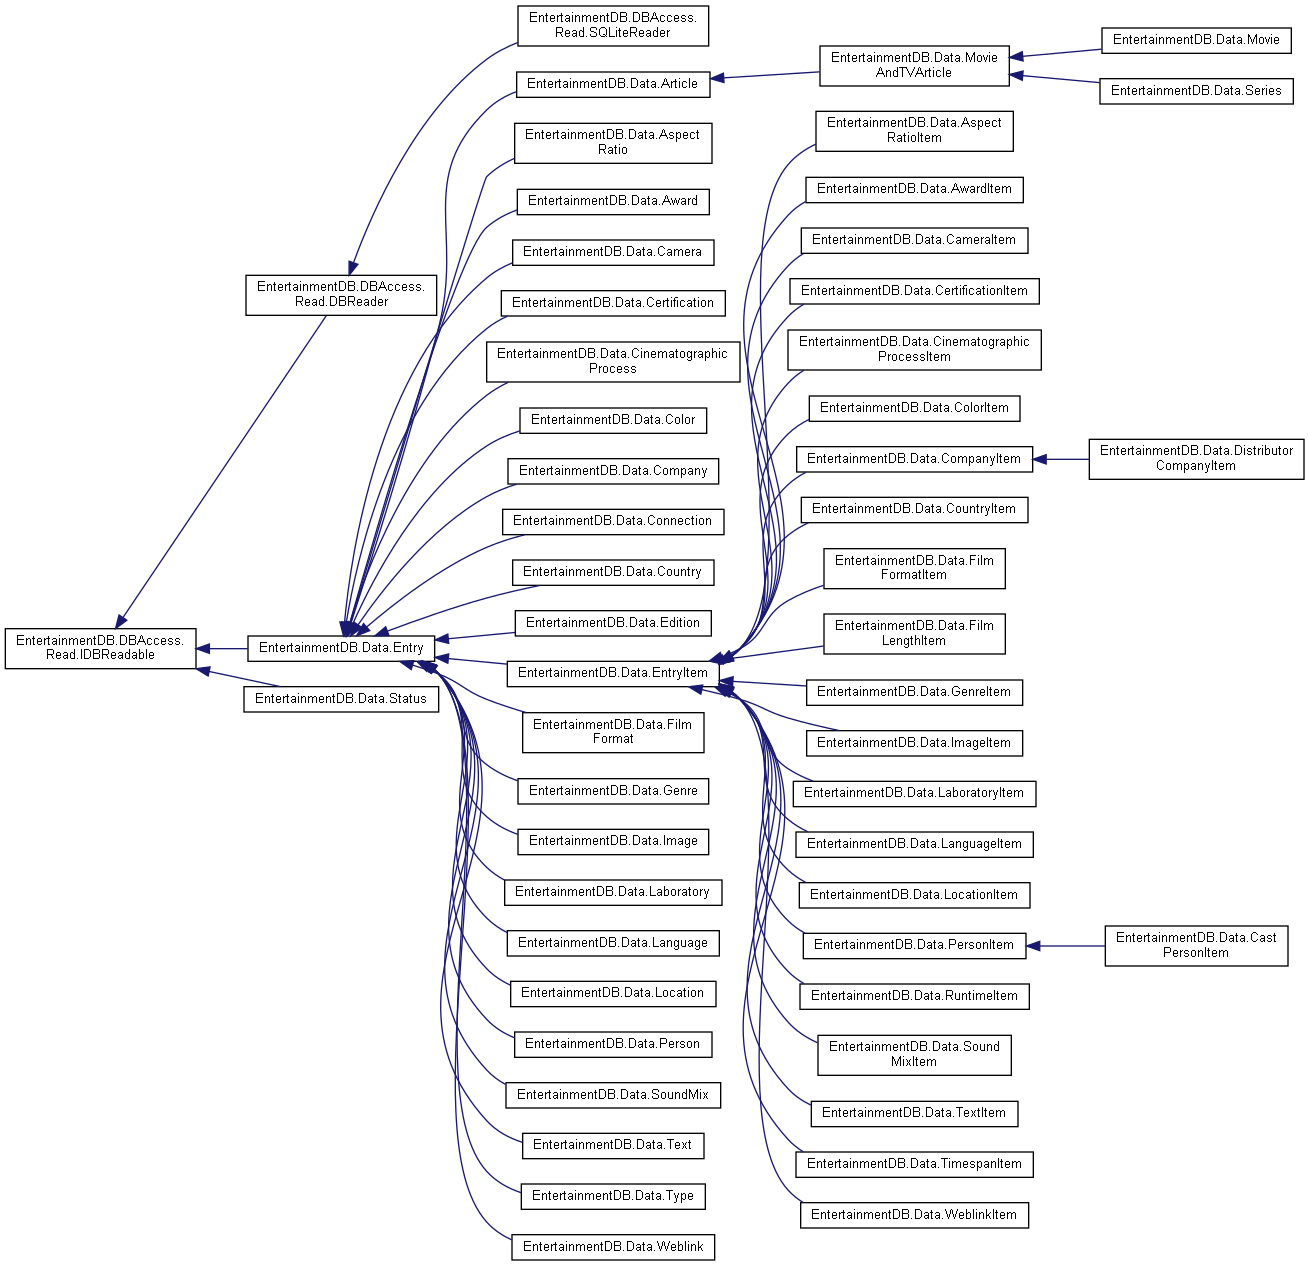 EntertainmentDB.DBAccess.
Read.IDBReadable
EntertainmentDB.DBAccess.
Read.DBReader
EntertainmentDB.Data.Entry
EntertainmentDB.Data.Status
EntertainmentDB.DBAccess.
Read.SQLiteReader
EntertainmentDB.Data.Article
EntertainmentDB.Data.Aspect
Ratio
EntertainmentDB.Data.Award
EntertainmentDB.Data.Camera
EntertainmentDB.Data.Certification
EntertainmentDB.Data.Cinematographic
Process
EntertainmentDB.Data.Color
EntertainmentDB.Data.Company
EntertainmentDB.Data.Connection
EntertainmentDB.Data.Country
EntertainmentDB.Data.Edition
EntertainmentDB.Data.EntryItem
EntertainmentDB.Data.Film
Format
EntertainmentDB.Data.Genre
EntertainmentDB.Data.Image
EntertainmentDB.Data.Laboratory
EntertainmentDB.Data.Language
EntertainmentDB.Data.Location
EntertainmentDB.Data.Person
EntertainmentDB.Data.SoundMix
EntertainmentDB.Data.Text
EntertainmentDB.Data.Type
EntertainmentDB.Data.Weblink
EntertainmentDB.Data.Movie
AndTVArticle
EntertainmentDB.Data.Aspect
RatioItem
EntertainmentDB.Data.AwardItem
EntertainmentDB.Data.CameraItem
EntertainmentDB.Data.CertificationItem
EntertainmentDB.Data.Cinematographic
ProcessItem
EntertainmentDB.Data.ColorItem
EntertainmentDB.Data.CompanyItem
EntertainmentDB.Data.CountryItem
EntertainmentDB.Data.Film
FormatItem
EntertainmentDB.Data.Film
LengthItem
EntertainmentDB.Data.GenreItem
EntertainmentDB.Data.ImageItem
EntertainmentDB.Data.LaboratoryItem
EntertainmentDB.Data.LanguageItem
EntertainmentDB.Data.LocationItem
EntertainmentDB.Data.PersonItem
EntertainmentDB.Data.RuntimeItem
EntertainmentDB.Data.Sound
MixItem
EntertainmentDB.Data.TextItem
EntertainmentDB.Data.TimespanItem
EntertainmentDB.Data.WeblinkItem
EntertainmentDB.Data.Movie
EntertainmentDB.Data.Series
EntertainmentDB.Data.Distributor
CompanyItem
EntertainmentDB.Data.Cast
PersonItem